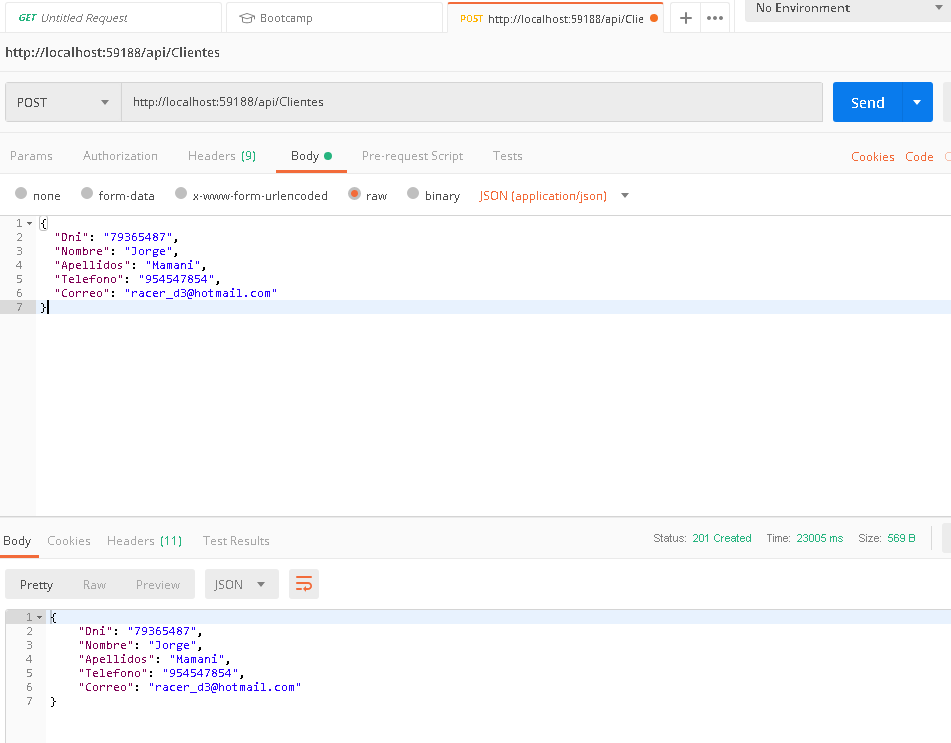 GET Untitled Request
Bootcamp
POST http://localhost:59188/api/Clie
+
•••
No Environment
http://localhost:59188/api/Clientes
POST
http://localhost:59188/api/Clientes
Send
Params Authorization Headers (9) Body Pre-request Script Tests Cookies Code
none form-data x-www-form-urlencoded raw binary JSON (application/json)
1 {
2 "Dni": "79365487",
3 "Nombre": "Jorge",
4 "Apellidos": "Mamani",
5 "Telefono": "954547854",
6 "Correo": "racer_d3@hotmail.com"
7 }
Body Cookies Headers (11) Test Results Status: 201 Created Time: 23005 ms Size: 569 B
Pretty Raw Preview JSON
1 {
2 "Dni": "79365487",
3 "Nombre": "Jorge",
4 "Apellidos": "Mamani",
5 "Telefono": "954547854",
6 "Correo": "racer_d3@hotmail.com"
7 }